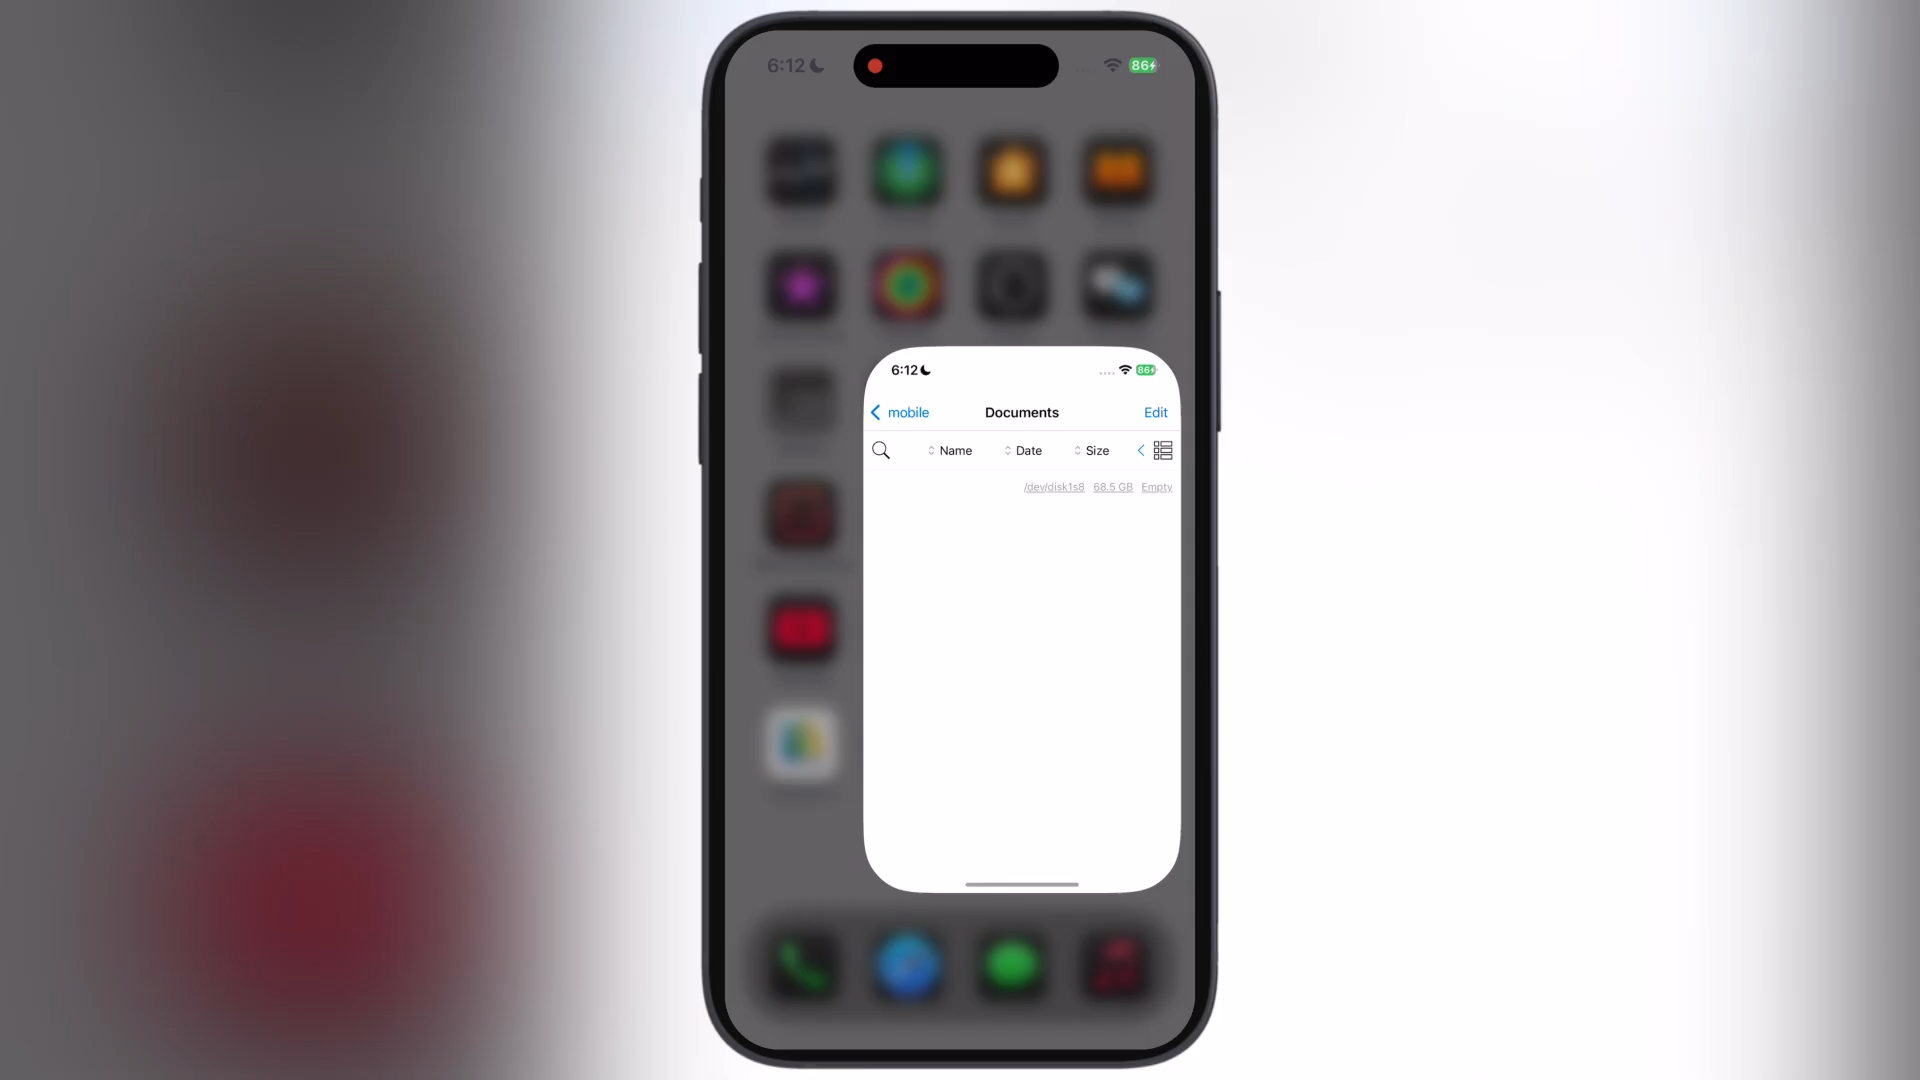 6:12 86
6:12 86
mobile Documents Edit
Name Date Size
/dev/disk1s8 68.5 GB Empty